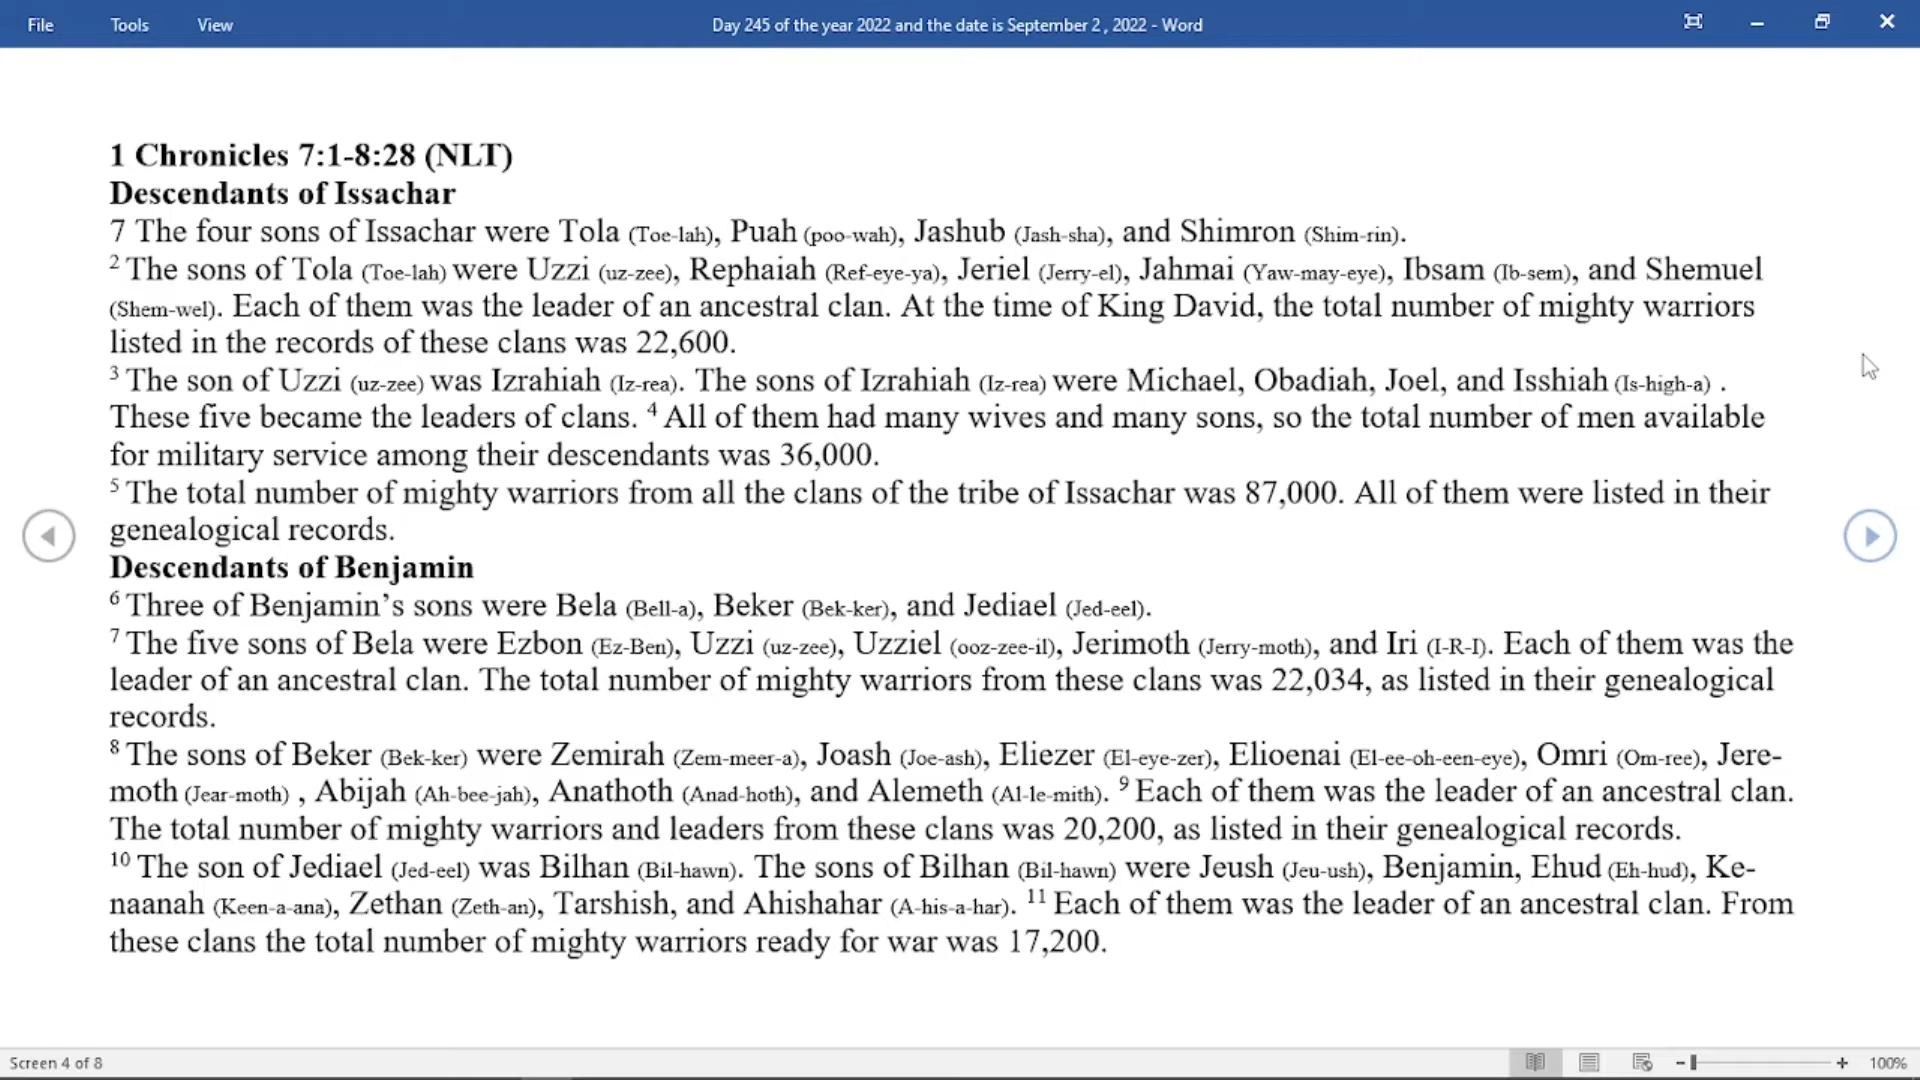 File Tools View Day 245 of the year 2022 and the date is September 2 , 2022 - Word
1 Chronicles 7:1-8:28 (NLT)
Descendants of Issachar
7 The four sons of Issachar were Tola (Toe-lah), Puah (poo-wah), Jashub (Jash-sha), and Shimron (Shim-rin).
2 The sons of Tola (Toe-lah) were Uzzi (uz-zee), Rephaiah (Ref-eye-ya), Jeriel (Jerry-el), Jahmai (Yaw-may-eye), Ibsam (Ib-sem), and Shemuel
(Shem-wel). Each of them was the leader of an ancestral clan. At the time of King David, the total number of mighty warriors
listed in the records of these clans was 22,600.
3 The son of Uzzi (uz-zee) was Izrahiah (Iz-rea). The sons of Izrahiah (Iz-rea) were Michael, Obadiah, Joel, and Isshiah (Is-high-a) .
These five became the leaders of clans. 4 All of them had many wives and many sons, so the total number of men available
for military service among their descendants was 36,000.
5 The total number of mighty warriors from all the clans of the tribe of Issachar was 87,000. All of them were listed in their
genealogical records.
Descendants of Benjamin
6 Three of Benjamin’s sons were Bela (Bell-a), Beker (Bek-ker), and Jediael (Jed-eel).
7 The five sons of Bela were Ezbon (Ez-Ben), Uzzi (uz-zee), Uzziel (ooz-zee-il), Jerimoth (Jerry-moth), and Iri (I-R-I). Each of them was the
leader of an ancestral clan. The total number of mighty warriors from these clans was 22,034, as listed in their genealogical
records.
8 The sons of Beker (Bek-ker) were Zemirah (Zem-meer-a), Joash (Joe-ash), Eliezer (El-eye-zer), Elioenai (El-ee-oh-een-eye), Omri (Om-ree), Jere-
moth (Jear-moth) , Abijah (Ah-bee-jah), Anathoth (Anad-hoth), and Alemeth (Al-le-mith). 9 Each of them was the leader of an ancestral clan.
The total number of mighty warriors and leaders from these clans was 20,200, as listed in their genealogical records.
10 The son of Jediael (Jed-eel) was Bilhan (Bil-hawn). The sons of Bilhan (Bil-hawn) were Jeush (Jeu-ush), Benjamin, Ehud (Eh-hud), Ke-
naanah (Keen-a-ana), Zethan (Zeth-an), Tarshish, and Ahishahar (A-his-a-har). 11 Each of them was the leader of an ancestral clan. From
these clans the total number of mighty warriors ready for war was 17,200.
Screen 4 of 8 100%